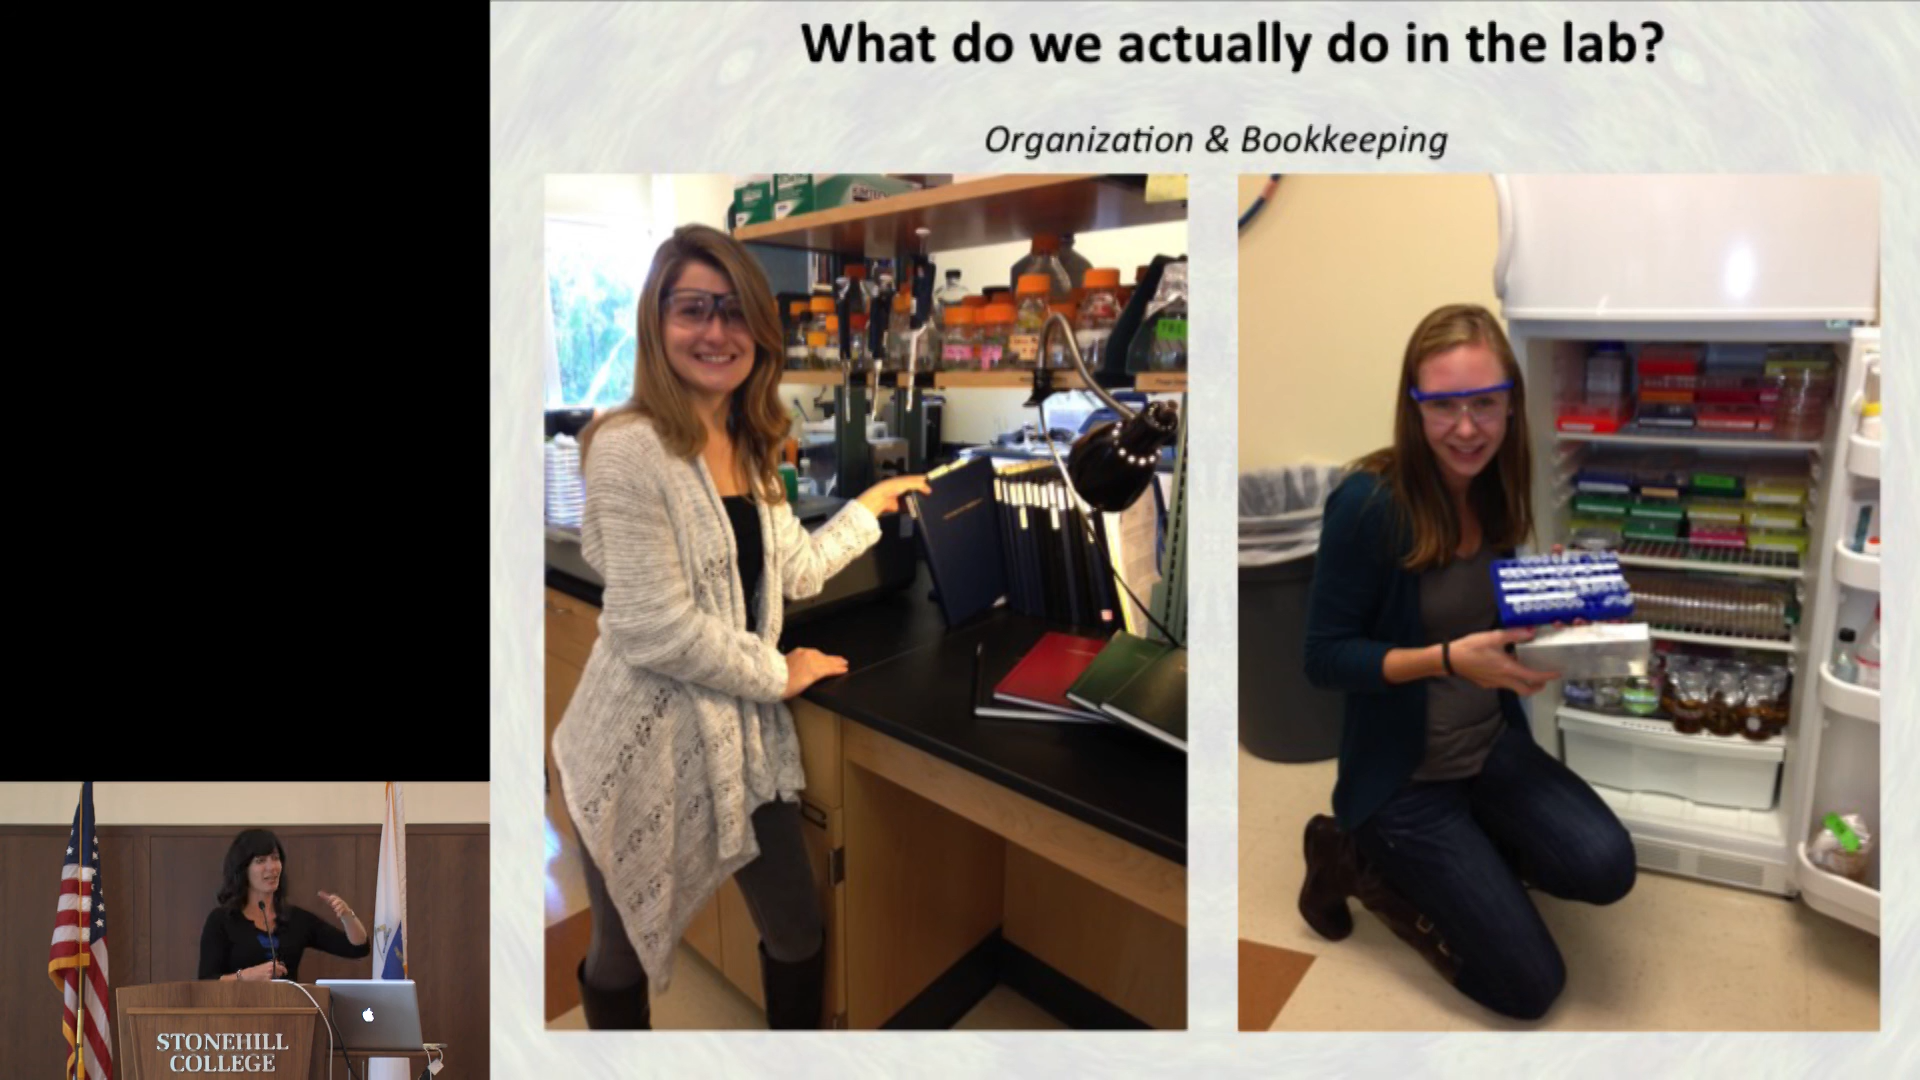 What do we actually do in the lab?
Organization & Bookkeeping
STONEHILL
COLLEGE